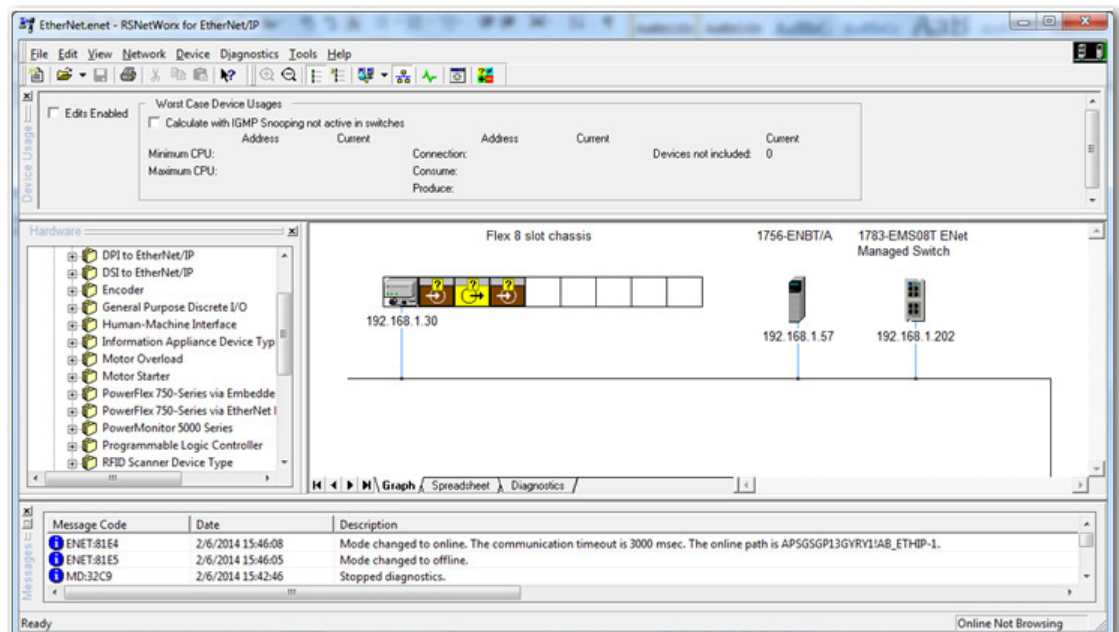 EtherNet.enet - RSNetWorx for EtherNet/IP
File Edit View Network Device Diagnostics Tools Help
Device Usage
Edits Enabled
Worst Case Device Usages
Calculate with IGMP Snooping not active in switches
Address Current Address Current Current
Minimum CPU: Connection: Devices not included: 0
Maximum CPU: Consume:
Produce:
Hardware
DPI to EtherNet/IP
DSI to EtherNet/IP
Encoder
General Purpose Discrete I/O
Human-Machine Interface
Information Appliance Device Typ
Motor Overload
Motor Starter
PowerFlex 750-Series via Embedde
PowerFlex 750-Series via EtherNet I
PowerMonitor 5000 Series
Programmable Logic Controller
RFID Scanner Device Type
Flex 8 slot chassis
? ? ?
192.168.1.30
1756-ENBT/A
192.168.1.57
1783-EMS08T ENet
Managed Switch
192.168.1.202
Graph Spreadsheet Diagnostics
Messages
Message Code Date Description
ENET:81E4 2/6/2014 15:46:08 Mode changed to online. The communication timeout is 3000 msec. The online path is APSGSGP13GYRY1!AB_ETHIP-1.
ENET:81E5 2/6/2014 15:46:05 Mode changed to offline.
MD:32C9 2/6/2014 15:42:46 Stopped diagnostics.
Ready Online Not Browsing